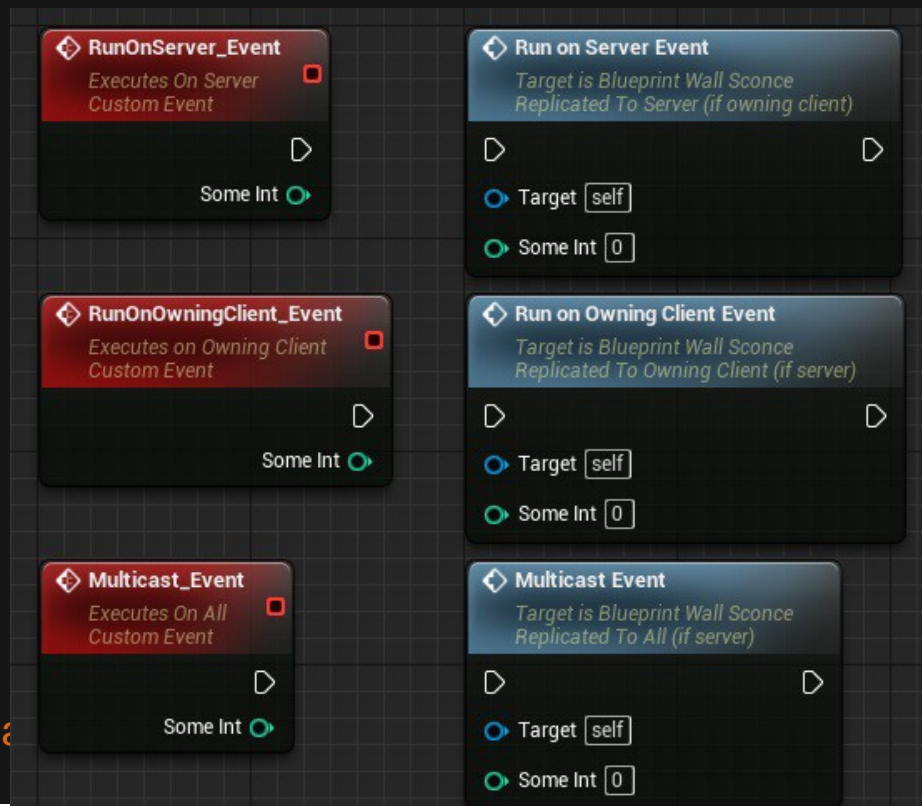 RunOnServer_Event
Executes On Server
Custom Event
Some Int
Run on Server Event
Target is Blueprint Wall Sconce
Replicated To Server (if owning client)
Target self
Some Int 0
RunOnOwningClient_Event
Executes on Owning Client
Custom Event
Some Int
Run on Owning Client Event
Target is Blueprint Wall Sconce
Replicated To Owning Client (if server)
Target self
Some Int 0
Multicast_Event
Executes On All
Custom Event
Some Int
Multicast Event
Target is Blueprint Wall Sconce
Replicated To All (if server)
Target self
Some Int 0